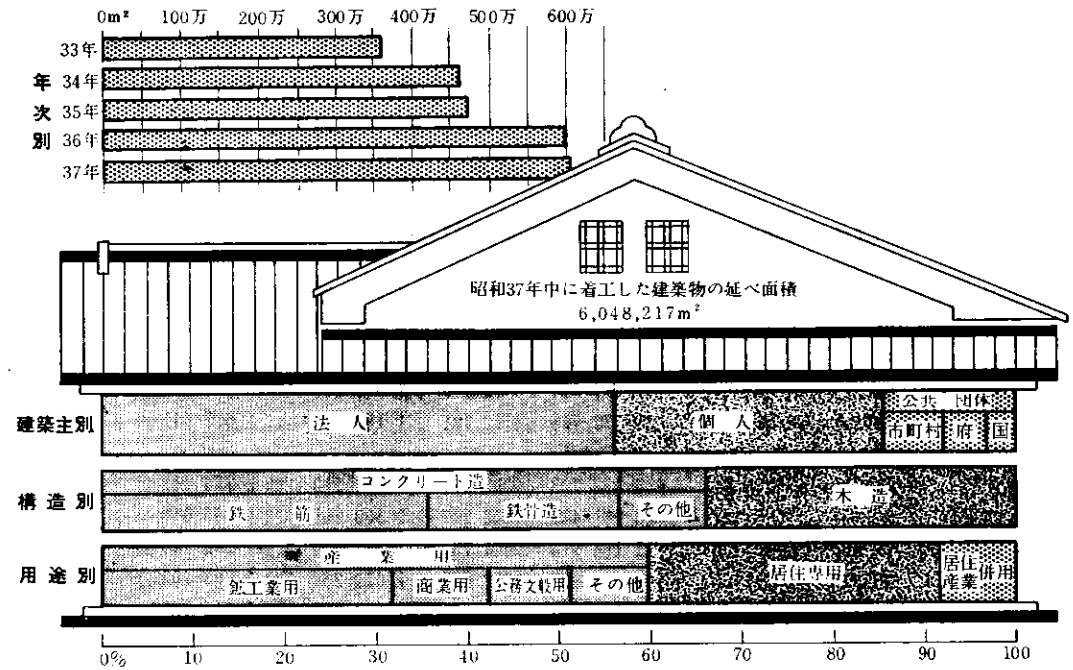 0m² 100万 200万 300万 400万 500万 600万
年次別
33年
34年
35年
36年
37年
昭和37年中に着工した建築物の延べ面積
6,048,217m²
建築主別
法人 個人 公共団体
市町村 府 国
構造別
コンクリート造 木造
鉄筋 鉄骨造 その他
用途別
産業用 居住専用 居住産業併用
鉱工業用 商業用 公務文教用 その他
0% 10 20 30 40 50 60 70 80 90 100